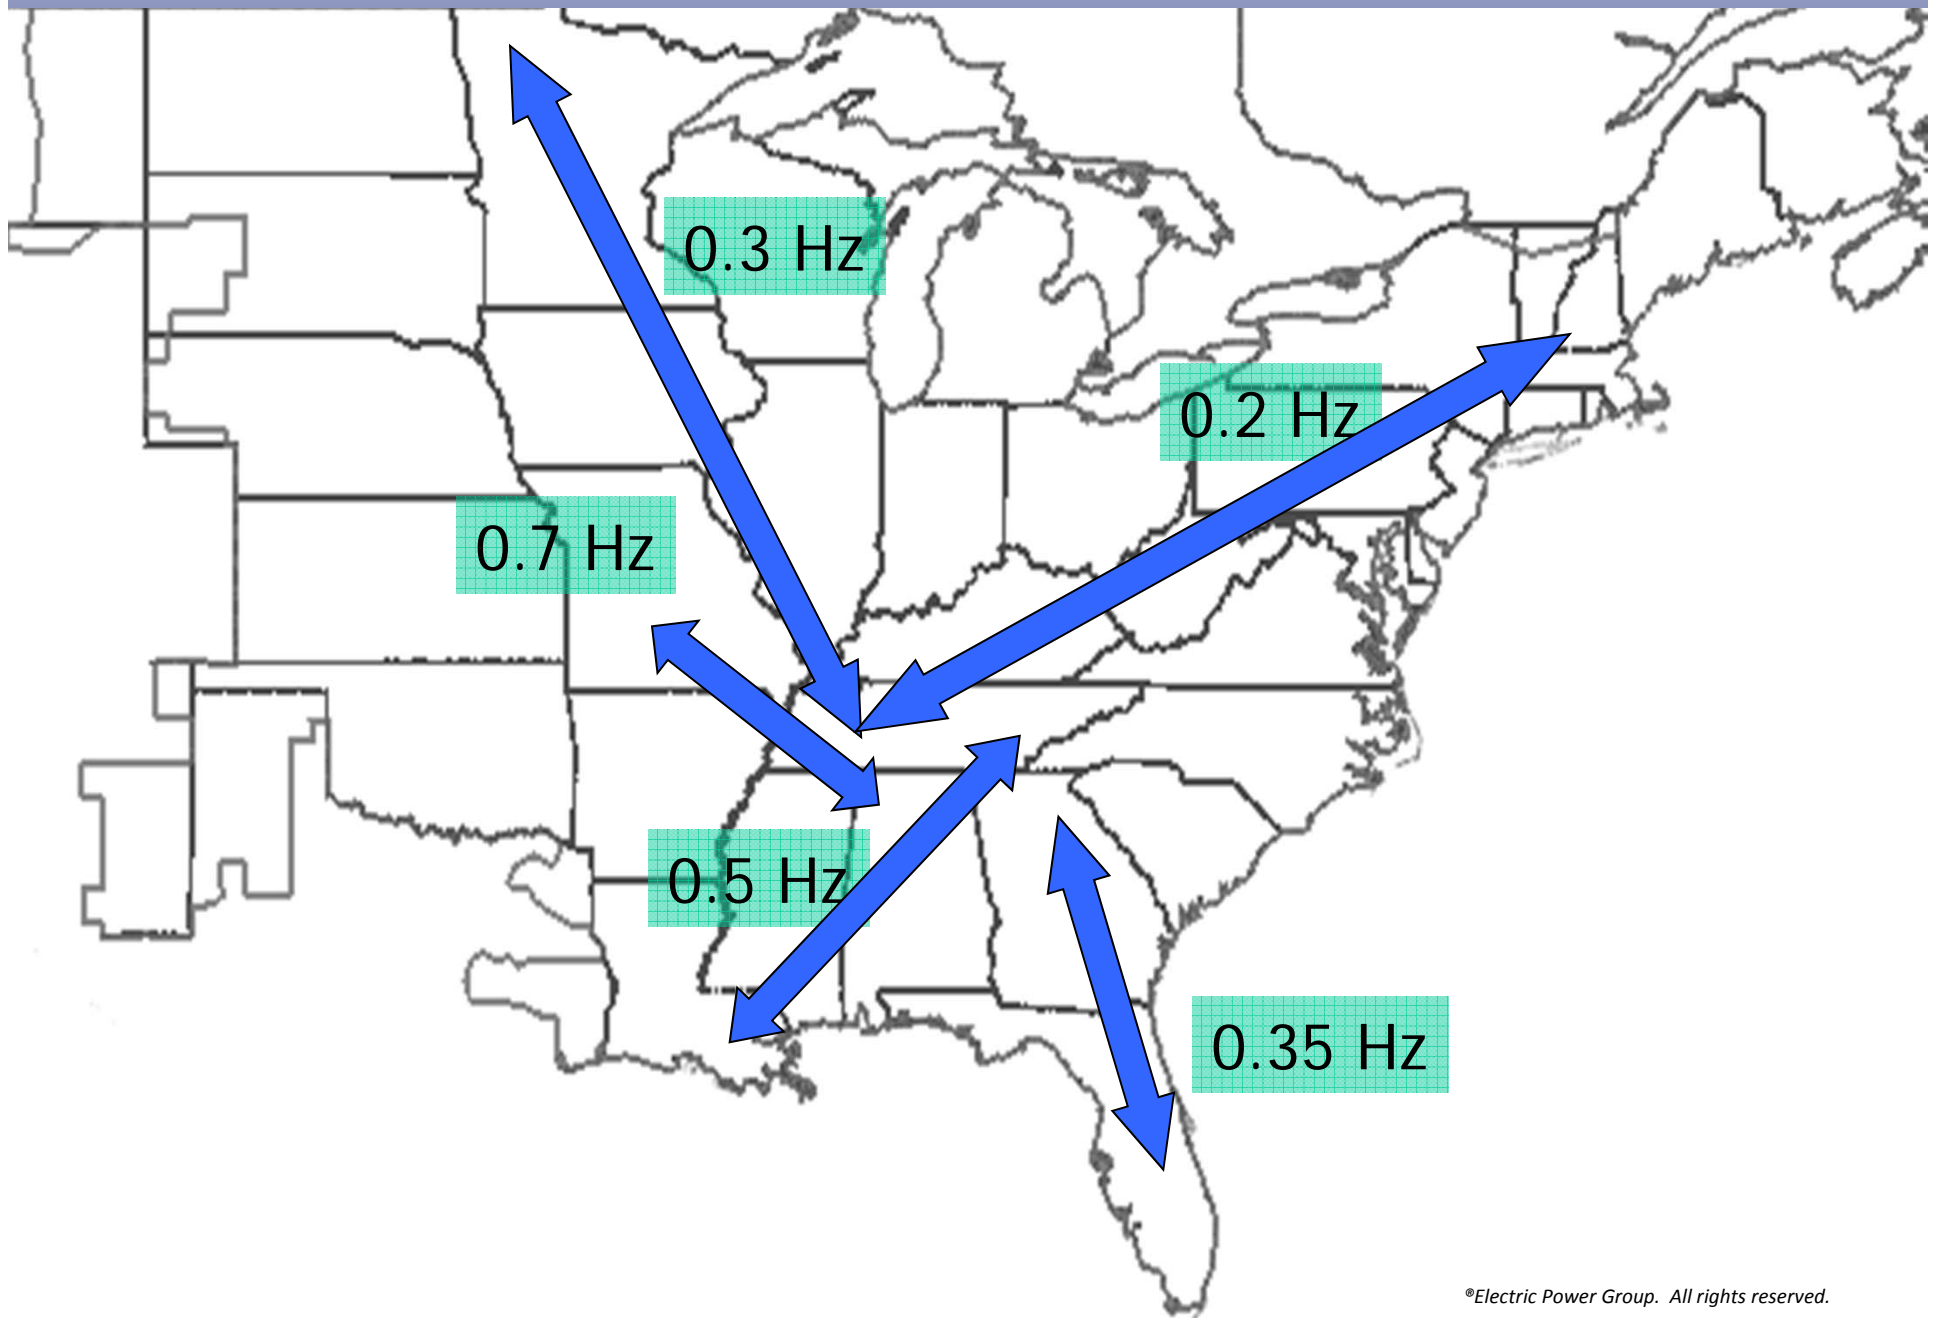 0.3 Hz
0.2 Hz
0.7 Hz
0.5 Hz
0.35 Hz
®Electric Power Group. All rights reserved.